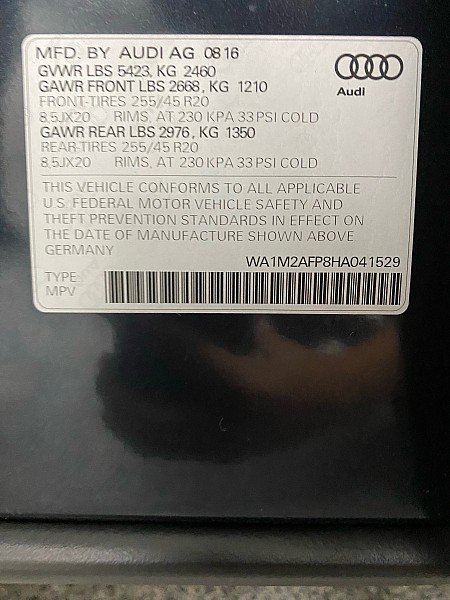 MFD. BY AUDI AG 08 16
GVWR LBS 5423, KG 2460
GAWR FRONT LBS 2668, KG 1210
FRONT-TIRES 255/45 R20
8,5JX20 RIMS, AT 230 KPA 33 PSI COLD
GAWR REAR LBS 2976, KG 1350
REAR-TIRES 255/45 R20
8,5JX20 RIMS, AT 230 KPA 33 PSI COLD
Audi
THIS VEHICLE CONFORMS TO ALL APPLICABLE
U.S. FEDERAL MOTOR VEHICLE SAFETY AND
THEFT PREVENTION STANDARDS IN EFFECT ON
THE DATE OF MANUFACTURE SHOWN ABOVE
GERMANY
WA1M2AFP8HA041529
TYPE
MPV